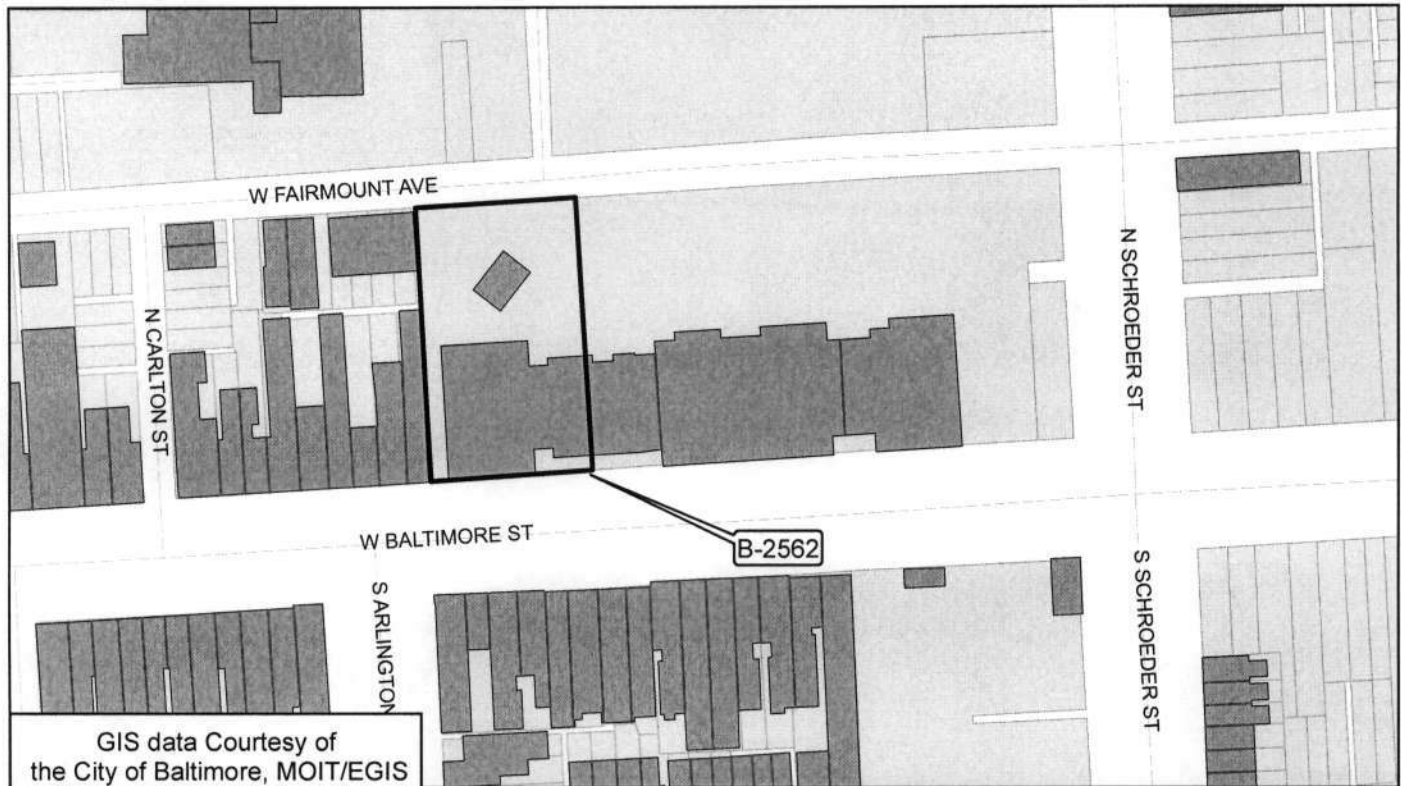 W FAIRMOUNT AVE
N CARLTON ST
N SCHROEDER ST
W BALTIMORE ST
B-2562
S ARLINGTON
S SCHROEDER ST
GIS data Courtesy of
the City of Baltimore, MOIT/EGIS